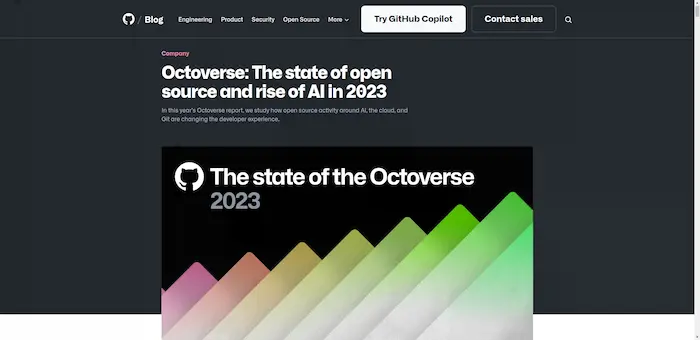 / Blog Engineering Product Security Open Source More Try GitHub Copilot Contact sales
Company
Octoverse: The state of open
source and rise of AI in 2023
In this year's Octoverse report, we study how open source activity around AI, the cloud, and
Git are changing the developer experience.
The state of the Octoverse
2023